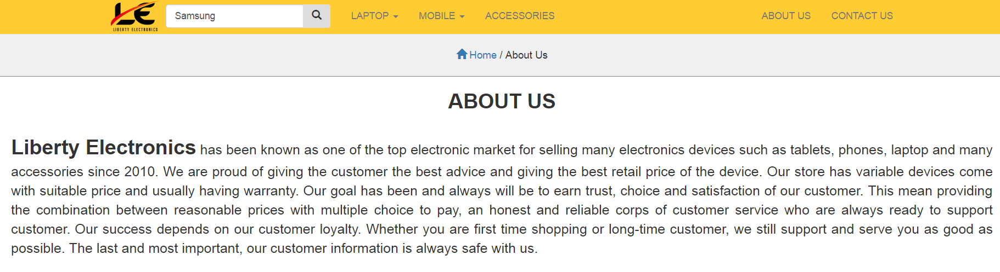 LE
LIBERTY ELECTRONICS
Samsung
LAPTOP
MOBILE
ACCESSORIES
ABOUT US
CONTACT US
Home / About Us
ABOUT US
Liberty Electronics has been known as one of the top electronic market for selling many electronics devices such as tablets, phones, laptop and many
accessories since 2010. We are proud of giving the customer the best advice and giving the best retail price of the device. Our store has variable devices come
with suitable price and usually having warranty. Our goal has been and always will be to earn trust, choice and satisfaction of our customer. This mean providing
the combination between reasonable prices with multiple choice to pay, an honest and reliable corps of customer service who are always ready to support
customer. Our success depends on our customer loyalty. Whether you are first time shopping or long-time customer, we still support and serve you as good as
possible. The last and most important, our customer information is always safe with us.